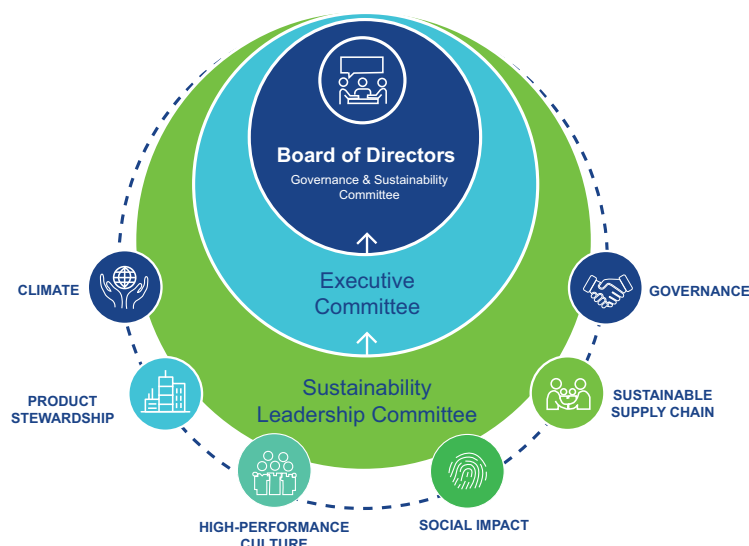 Board of Directors
Governance & Sustainability
Committee
Executive
Committee
Sustainability
Leadership Committee
CLIMATE
PRODUCT
STEWARDSHIP
HIGH-PERFORMANCE
CULTURE
SOCIAL IMPACT
SUSTAINABLE
SUPPLY CHAIN
GOVERNANCE